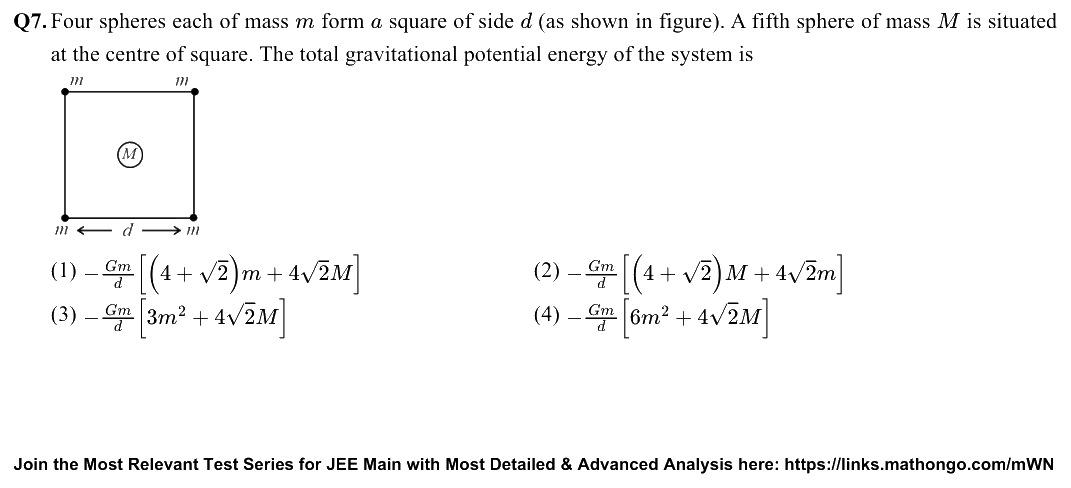 Q7. Four spheres each of mass m form a square of side d (as shown in figure). A fifth sphere of mass M is situated
at the centre of square. The total gravitational potential energy of the system is
m m
M
m ← d → m
(1) −Gm/d [(4 + √2)m + 4√2M] (2) −Gm/d [(4 + √2)M + 4√2m]
(3) −Gm/d [3m² + 4√2M] (4) −Gm/d [6m² + 4√2M]
Join the Most Relevant Test Series for JEE Main with Most Detailed & Advanced Analysis here: https://links.mathongo.com/mWN